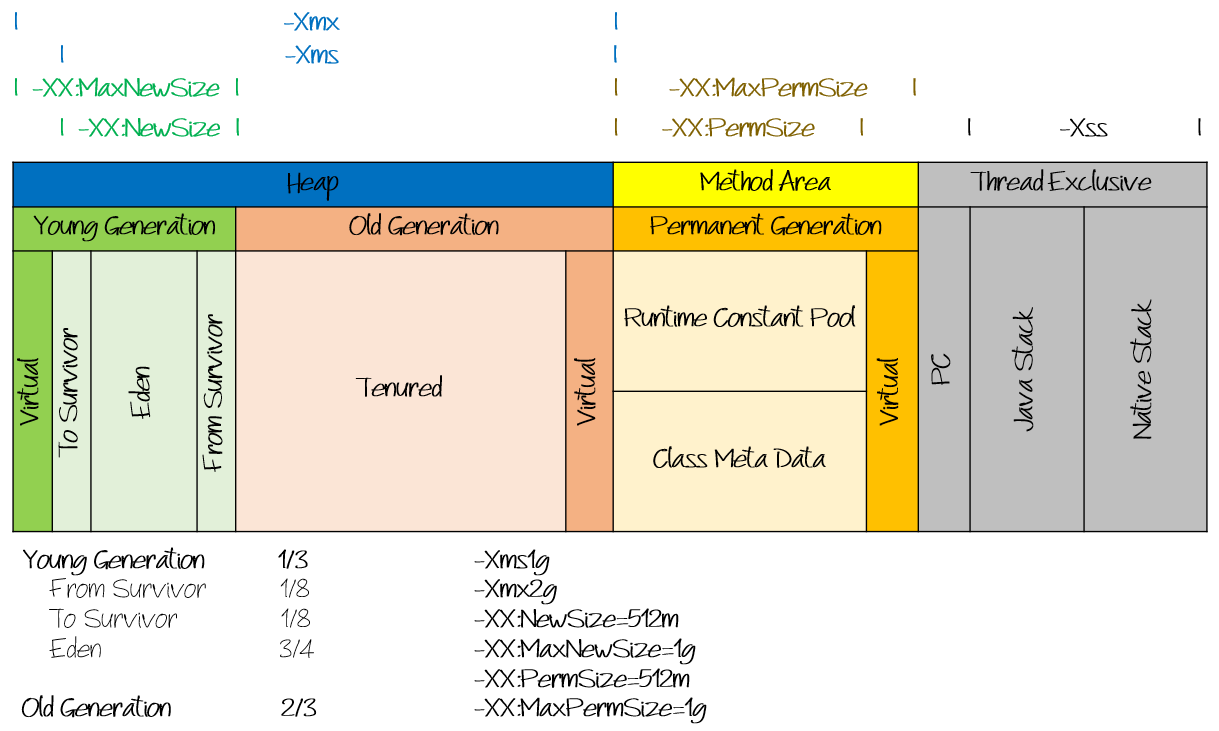 -Xmx
-Xms
-XX:MaxNewSize -XX:MaxPermSize
-XX:NewSize -XX:PermSize -Xss
Heap Method Area Thread Exclusive
Young Generation Old Generation Permanent Generation
Virtual
To Survivor
Eden
From Survivor
Tenured
Virtual
Runtime Constant Pool
Class Meta Data
Virtual
PC
Java Stack
Native Stack
Young Generation 1/3 -Xms1g
From Survivor 1/8 -Xmx2g
To Survivor 1/8 -XX:NewSize=512m
Eden 3/4 -XX:MaxNewSize=1g
-XX:PermSize=512m
Old Generation 2/3 -XX:MaxPermSize=1g